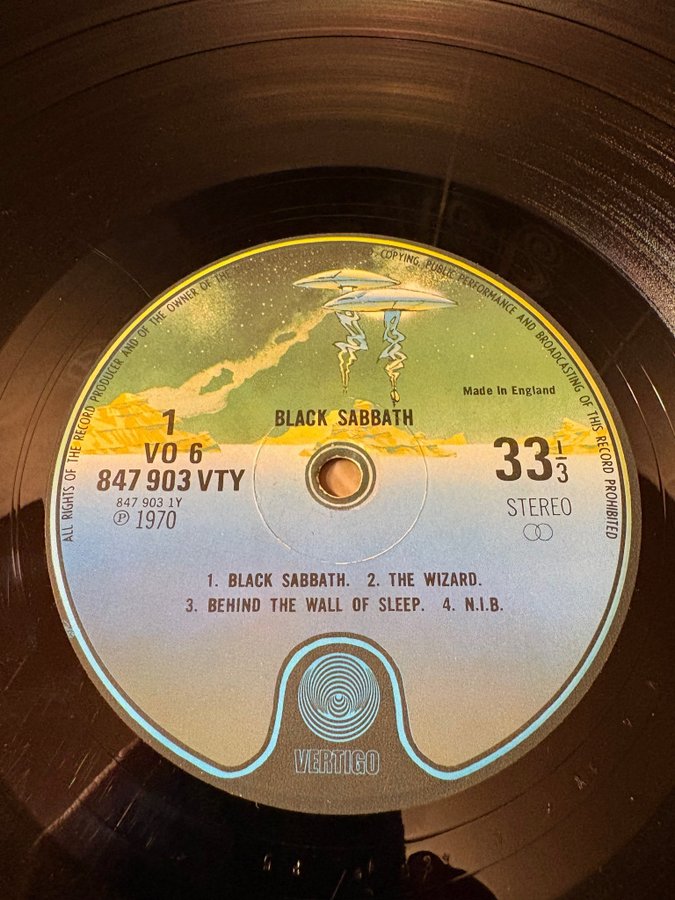 ALL RIGHTS OF THE RECORD PRODUCER AND OF THE OWNER OF THE
COPYING, PUBLIC PERFORMANCE AND BROADCASTING OF THIS RECORD PROHIBITED
Made In England
1
BLACK SABBATH
VO 6
847 903 VTY
847 903 1Y
℗ 1970
33⅓
STEREO
1. BLACK SABBATH. 2. THE WIZARD.
3. BEHIND THE WALL OF SLEEP. 4. N.I.B.
VERTIGO